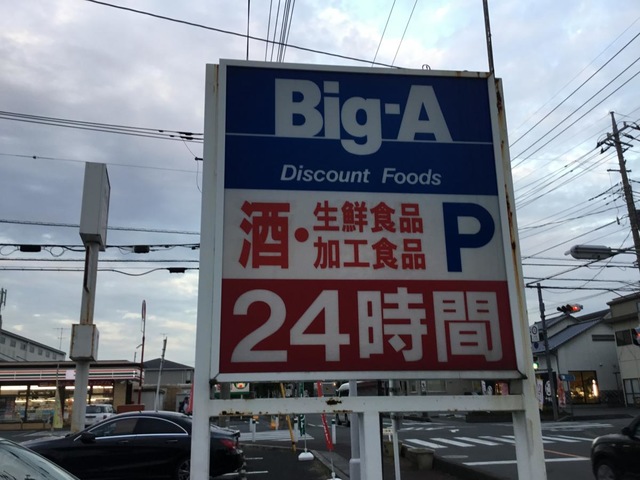 Big-A
Discount Foods
酒・生鮮食品
加工食品
P
24時間